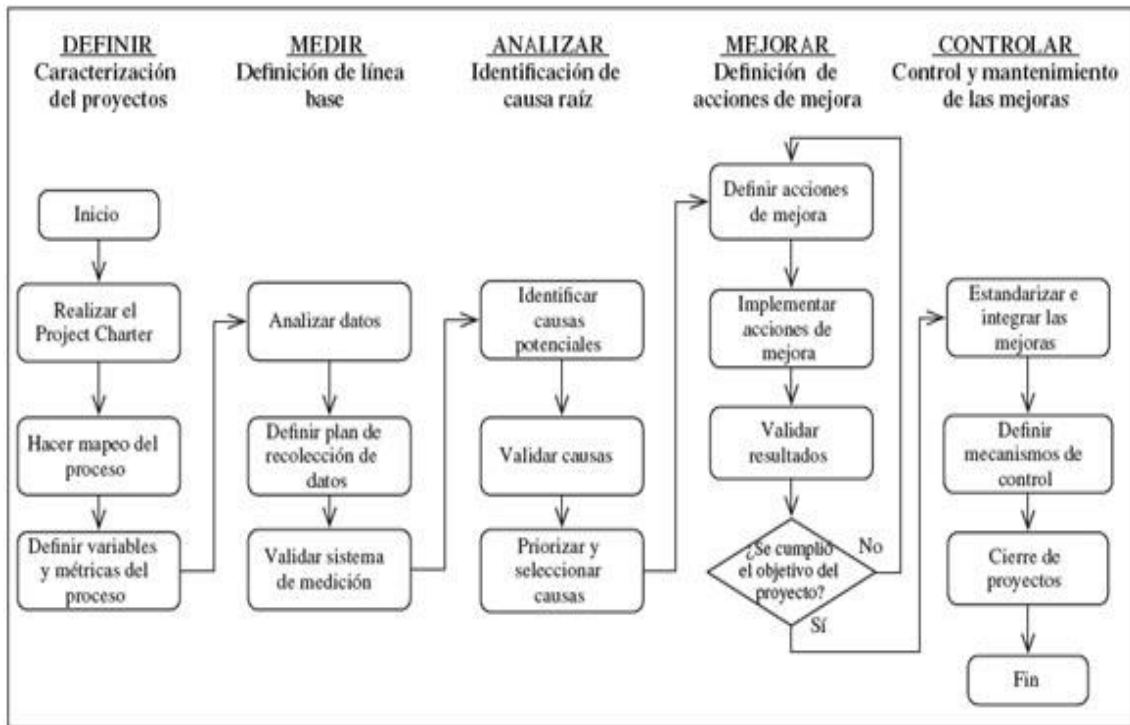 DEFINIR
Caracterización
del proyectos
MEDIR
Definición de línea
base
ANALIZAR
Identificación de
causa raíz
MEJORAR
Definición de
acciones de mejora
CONTROLAR
Control y mantenimiento
de las mejoras
Inicio
Realizar el
Project Charter
Hacer mapeo del
proceso
Definir variables
y métricas del
proceso
Analizar datos
Definir plan de
recolección de
datos
Validar sistema
de medición
Identificar
causas
potenciales
Validar causas
Priorizar y
seleccionar
causas
Definir acciones
de mejora
Implementar
acciones de
mejora
Validar
resultados
¿Se cumplió
el objetivo del
proyecto?
No
Sí
Estandarizar e
integrar las
mejoras
Definir
mecanismos de
control
Cierre de
proyectos
Fin